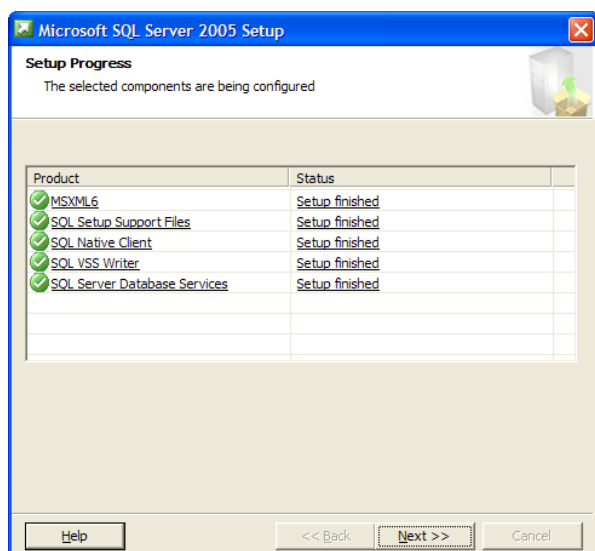 Microsoft SQL Server 2005 Setup
Setup Progress
The selected components are being configured
Product Status
MSXML6 Setup finished
SQL Setup Support Files Setup finished
SQL Native Client Setup finished
SQL VSS Writer Setup finished
SQL Server Database Services Setup finished
Help << Back Next >> Cancel